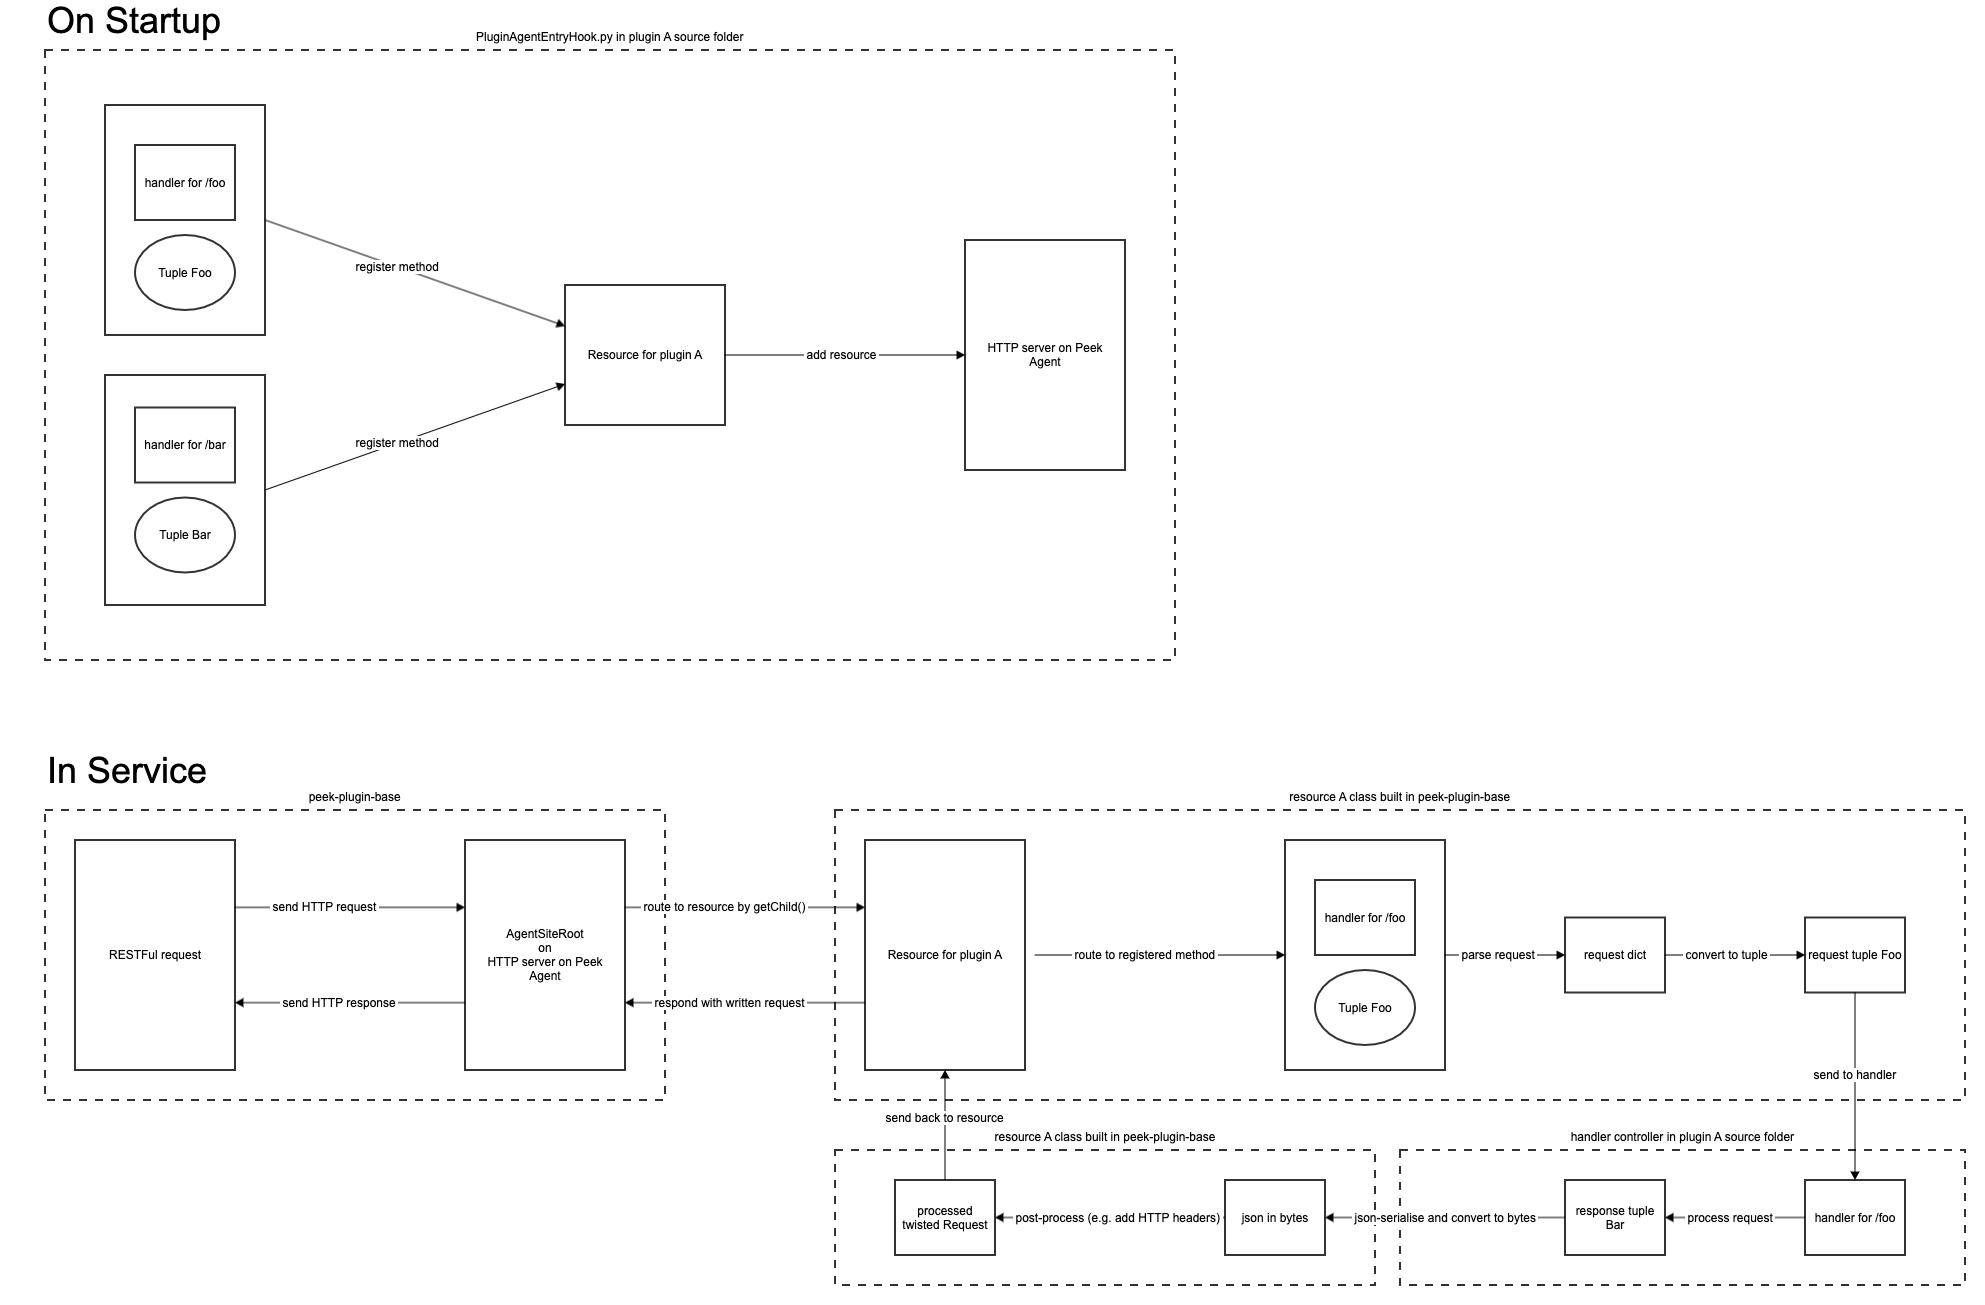 On Startup
PluginAgentEntryHook.py in plugin A source folder
handler for /foo
Tuple Foo
register method
handler for /bar
Tuple Bar
register method
Resource for plugin A
add resource
HTTP server on Peek
Agent
In Service
peek-plugin-base
RESTFul request
send HTTP request
send HTTP response
AgentSiteRoot
on
HTTP server on Peek
Agent
route to resource by getChild()
respond with written request
resource A class built in peek-plugin-base
Resource for plugin A
route to registered method
handler for /foo
Tuple Foo
parse request
request dict
convert to tuple
request tuple Foo
send to handler
send back to resource
resource A class built in peek-plugin-base
processed
twisted Request
post-process (e.g. add HTTP headers)
json in bytes
json-serialise and convert to bytes
handler controller in plugin A source folder
response tuple
Bar
process request
handler for /foo